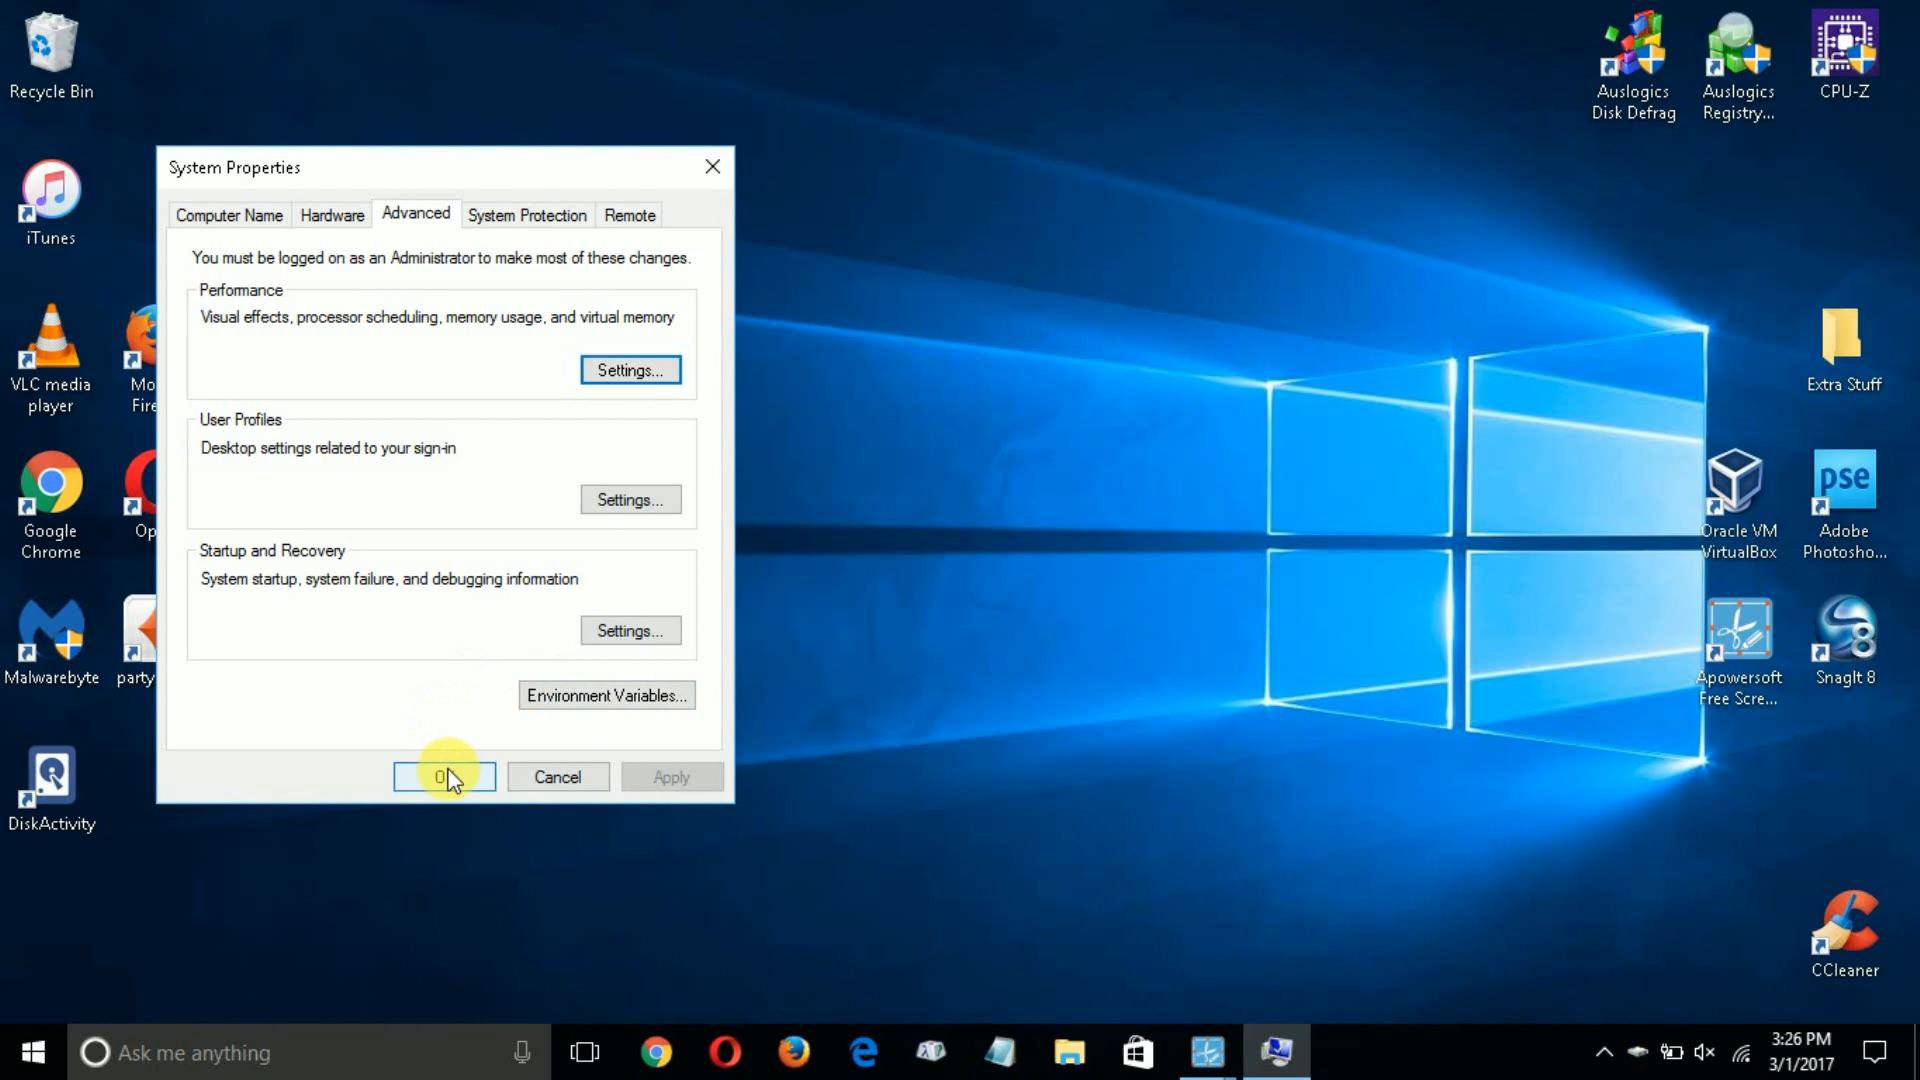 Recycle Bin
iTunes
VLC media
player
Mo
Fire
Google
Chrome
Op
Malwarebyte
party
DiskActivity
System Properties
Computer Name
Hardware
Advanced
System Protection
Remote
You must be logged on as an Administrator to make most of these changes.
Performance
Visual effects, processor scheduling, memory usage, and virtual memory
Settings...
User Profiles
Desktop settings related to your sign-in
Settings...
Startup and Recovery
System startup, system failure, and debugging information
Settings...
Environment Variables...
Cancel
Apply
Auslogics
Disk Defrag
Auslogics
Registry...
CPU-Z
Extra Stuff
Oracle VM
VirtualBox
pse
Adobe
Photosho...
Apowersoft
Free Scre...
8
SnagIt 8
CCleaner
Ask me anything
3:26 PM
3/1/2017